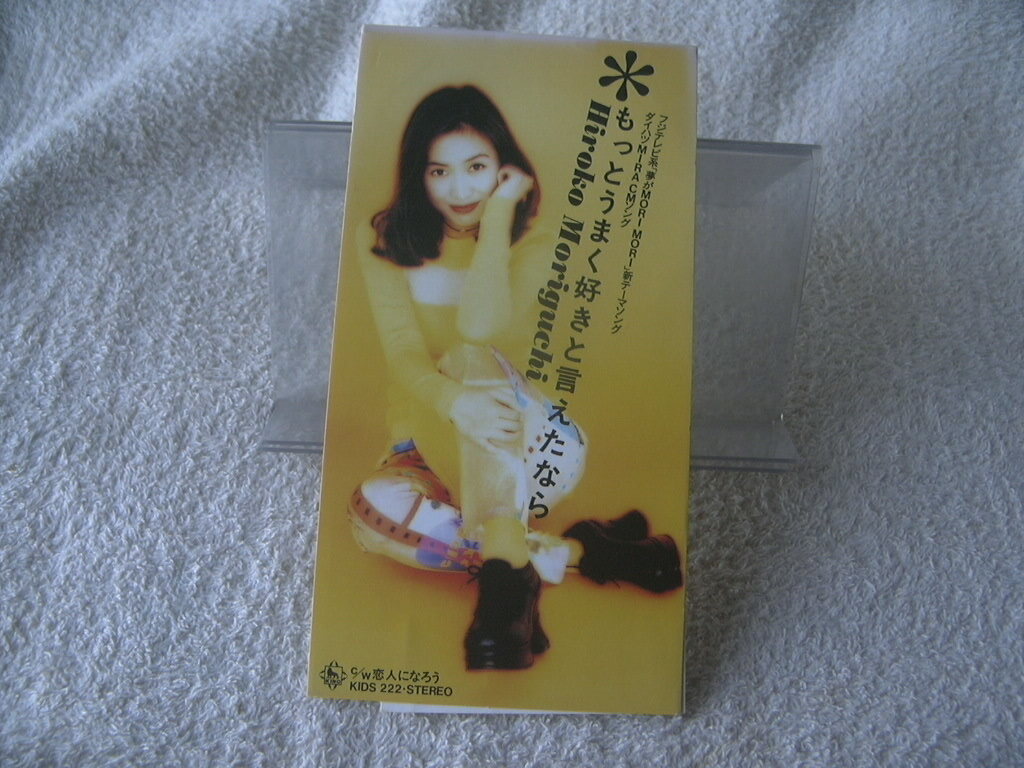 フジテレビ系「夢がMORI MORI」新テーマソング
ダイハツMIRA CMソング
もっとうまく好きと言えたなら
Hiroko Moriguchi
c/w恋人になろう
KIDS 222・STEREO